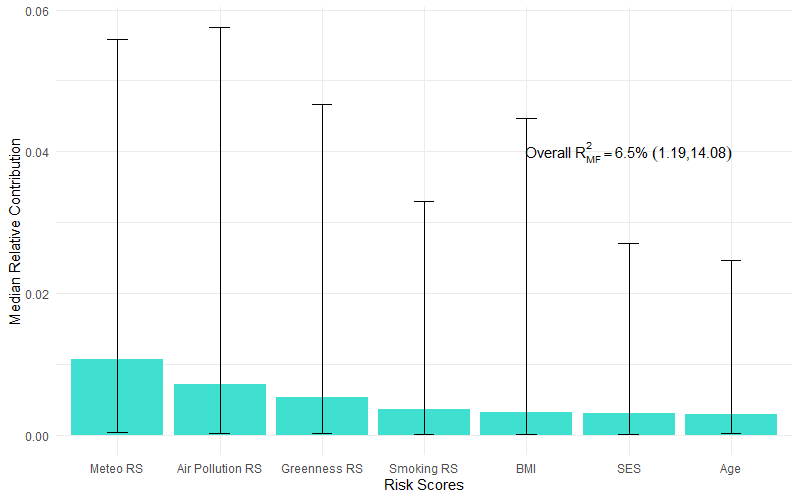 0.06
0.04
0.02
0.00
Median Relative Contribution
Overall R²MF = 6.5% (1.19,14.08)
Meteo RS
Air Pollution RS
Greenness RS
Smoking RS
BMI
SES
Age
Risk Scores